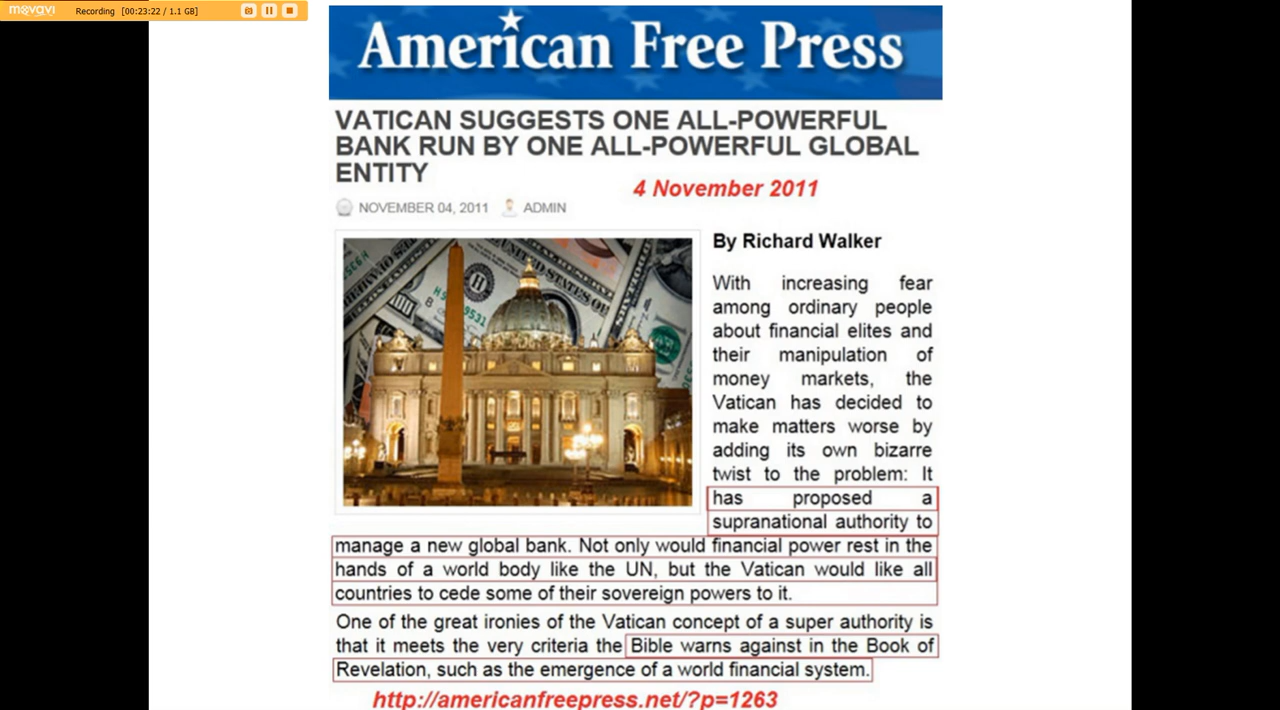 movavi Recording [00:23:22 / 1.1 GB]
American Free Press
VATICAN SUGGESTS ONE ALL-POWERFUL
BANK RUN BY ONE ALL-POWERFUL GLOBAL
ENTITY
4 November 2011
NOVEMBER 04, 2011 ADMIN
By Richard Walker
With increasing fear
among ordinary people
about financial elites and
their manipulation of
money markets, the
Vatican has decided to
make matters worse by
adding its own bizarre
twist to the problem: It
has proposed a
supranational authority to
manage a new global bank. Not only would financial power rest in the
hands of a world body like the UN, but the Vatican would like all
countries to cede some of their sovereign powers to it.
One of the great ironies of the Vatican concept of a super authority is
that it meets the very criteria the Bible warns against in the Book of
Revelation, such as the emergence of a world financial system.
http://americanfreepress.net/?p=1263